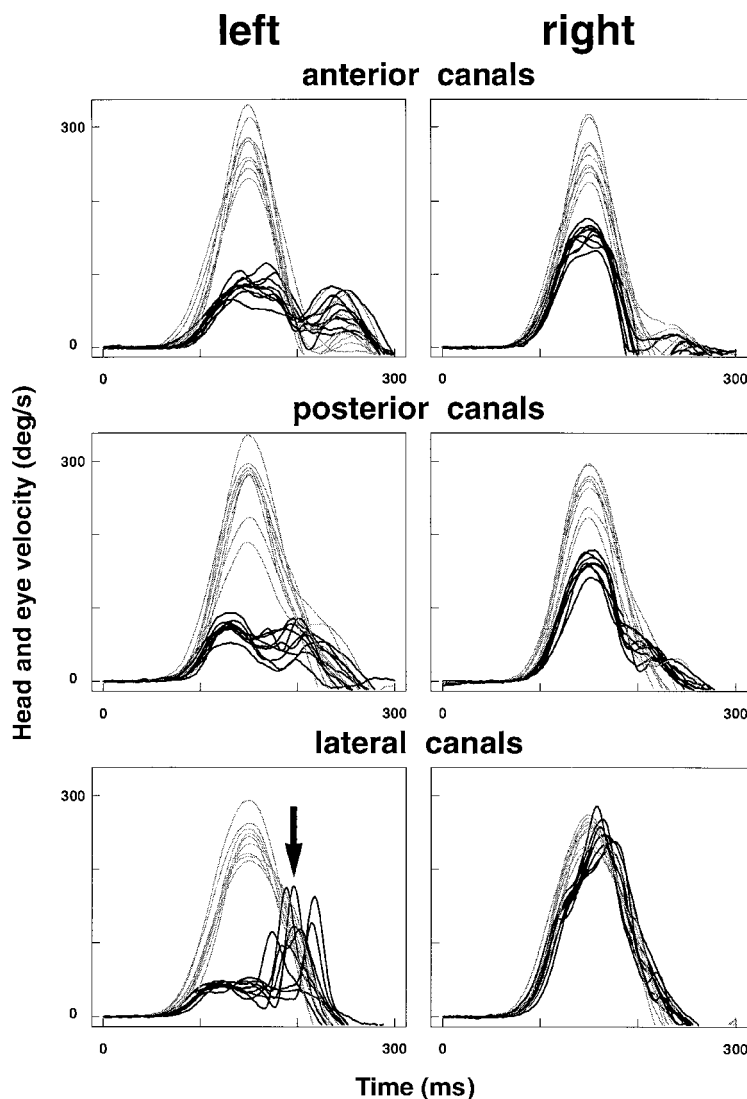 left right
anterior canals
300
0
0 300 0 300
posterior canals
300
0
0 300 0 300
lateral canals
300
0
0 300 0 300
Time (ms)
Head and eye velocity (deg/s)